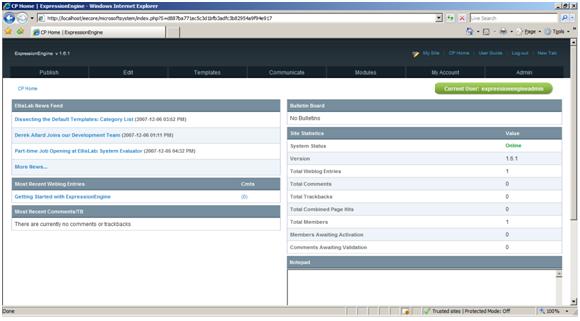 CP Home | ExpressionEngine - Windows Internet Explorer
http://localhost/eecore/microsoftsystem/index.php?S=
Live Search
CP Home | ExpressionEngine
Page
Tools
ExpressionEngine v 1.6.1
My Site | CP Home | User Guide | Log-out | New Tab
Publish Edit Templates Communicate Modules My Account Admin
CP Home
Current User: expressionengineadmin
EllisLab News Feed
Dissecting the Default Templates: Category List (2007-12-06 03:52 PM)
Derek Allard Joins our Development Team (2007-12-06 01:11 PM)
Part-time Job Opening at EllisLab: System Evaluator (2007-12-05 04:32 PM)
More News...
Most Recent Weblog Entries Cmts
Getting Started with ExpressionEngine (0)
Most Recent Comments/TB
There are currently no comments or trackbacks
Bulletin Board
No Bulletins
Site Statistics Value
System Status Online
Version 1.6.1
Total Weblog Entries 1
Total Comments 0
Total Trackbacks 0
Total Combined Page Hits 0
Total Members 1
Members Awaiting Activation 0
Comments Awaiting Validation 0
Notepad
Done
Trusted sites | Protected Mode: Off
100%